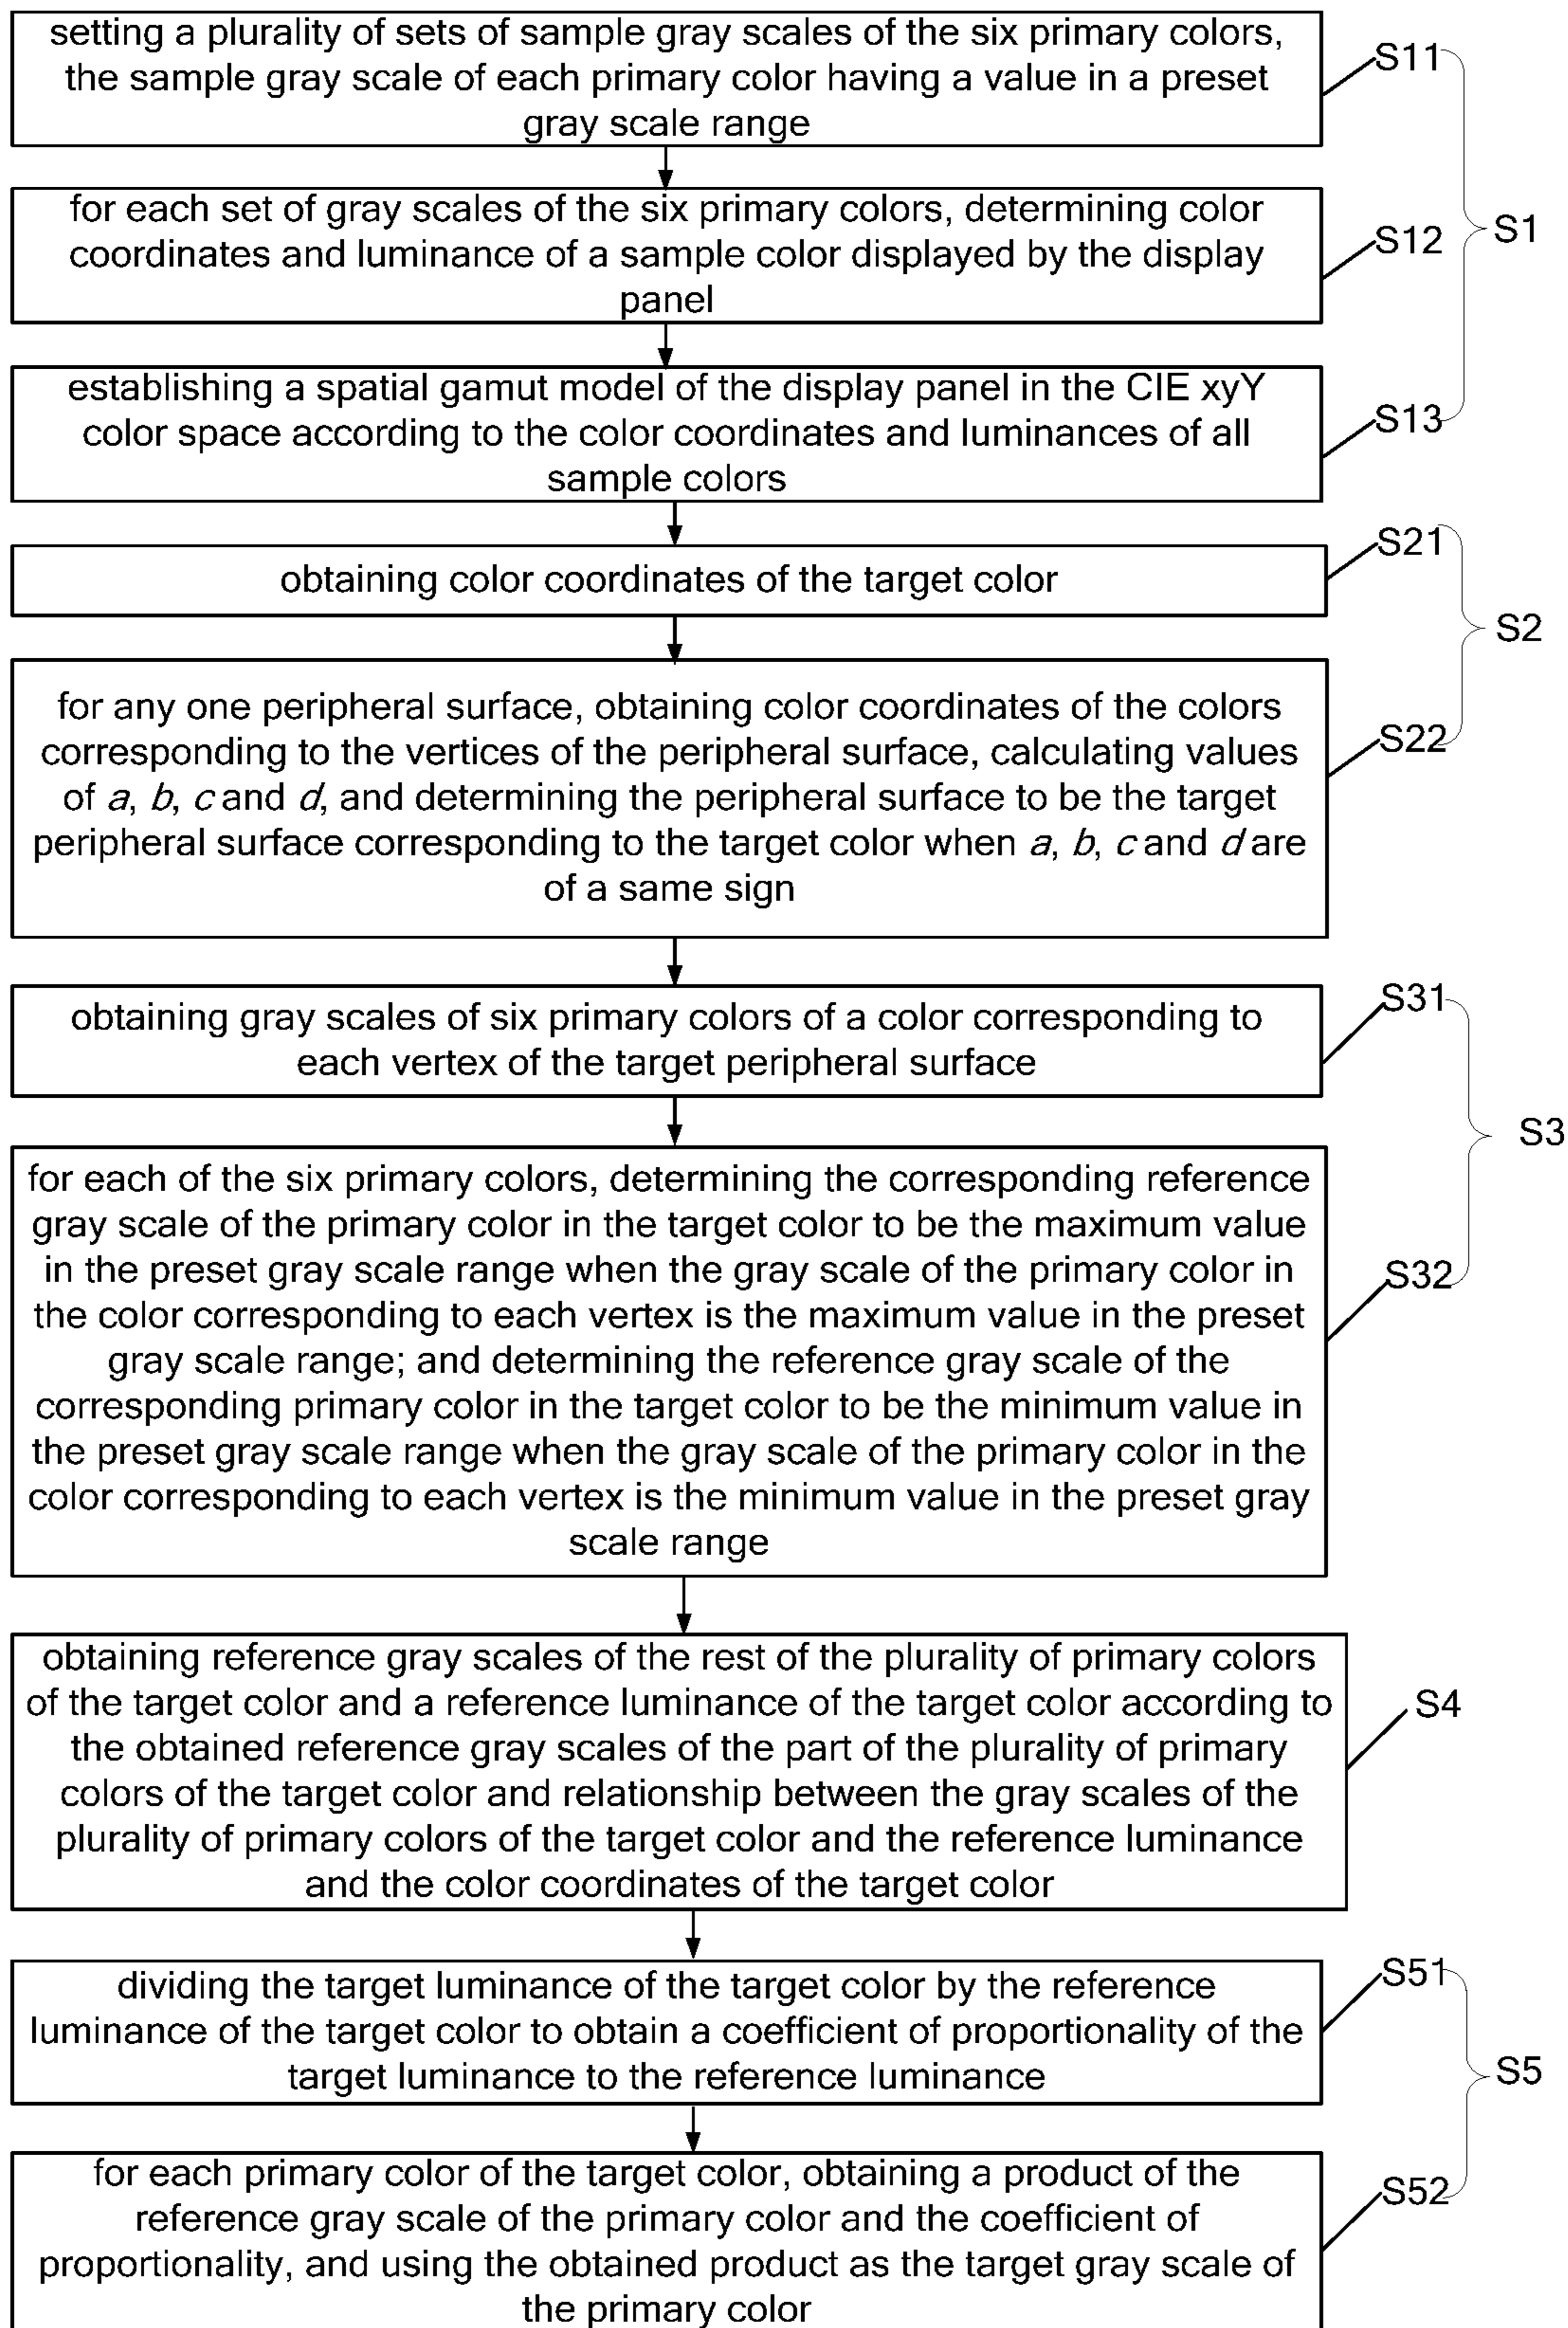 setting a plurality of sets of sample gray scales of the six primary colors,
the sample gray scale of each primary color having a value in a preset
gray scale range
S11
for each set of gray scales of the six primary colors, determining color
coordinates and luminance of a sample color displayed by the display
panel
S12
S1
establishing a spatial gamut model of the display panel in the CIE xyY
color space according to the color coordinates and luminances of all
sample colors
S13
obtaining color coordinates of the target color
S21
S2
for any one peripheral surface, obtaining color coordinates of the colors
corresponding to the vertices of the peripheral surface, calculating values
of a, b, c and d, and determining the peripheral surface to be the target
peripheral surface corresponding to the target color when a, b, c and d are
of a same sign
S22
obtaining gray scales of six primary colors of a color corresponding to
each vertex of the target peripheral surface
S31
S3
for each of the six primary colors, determining the corresponding reference
gray scale of the primary color in the target color to be the maximum value
in the preset gray scale range when the gray scale of the primary color in
the color corresponding to each vertex is the maximum value in the preset
gray scale range; and determining the reference gray scale of the
corresponding primary color in the target color to be the minimum value in
the preset gray scale range when the gray scale of the primary color in the
color corresponding to each vertex is the minimum value in the preset gray
scale range
S32
obtaining reference gray scales of the rest of the plurality of primary colors
of the target color and a reference luminance of the target color according to
the obtained reference gray scales of the part of the plurality of primary
colors of the target color and relationship between the gray scales of the
plurality of primary colors of the target color and the reference luminance
and the color coordinates of the target color
S4
dividing the target luminance of the target color by the reference
luminance of the target color to obtain a coefficient of proportionality of the
target luminance to the reference luminance
S51
S5
for each primary color of the target color, obtaining a product of the
reference gray scale of the primary color and the coefficient of
proportionality, and using the obtained product as the target gray scale of
the primary color
S52